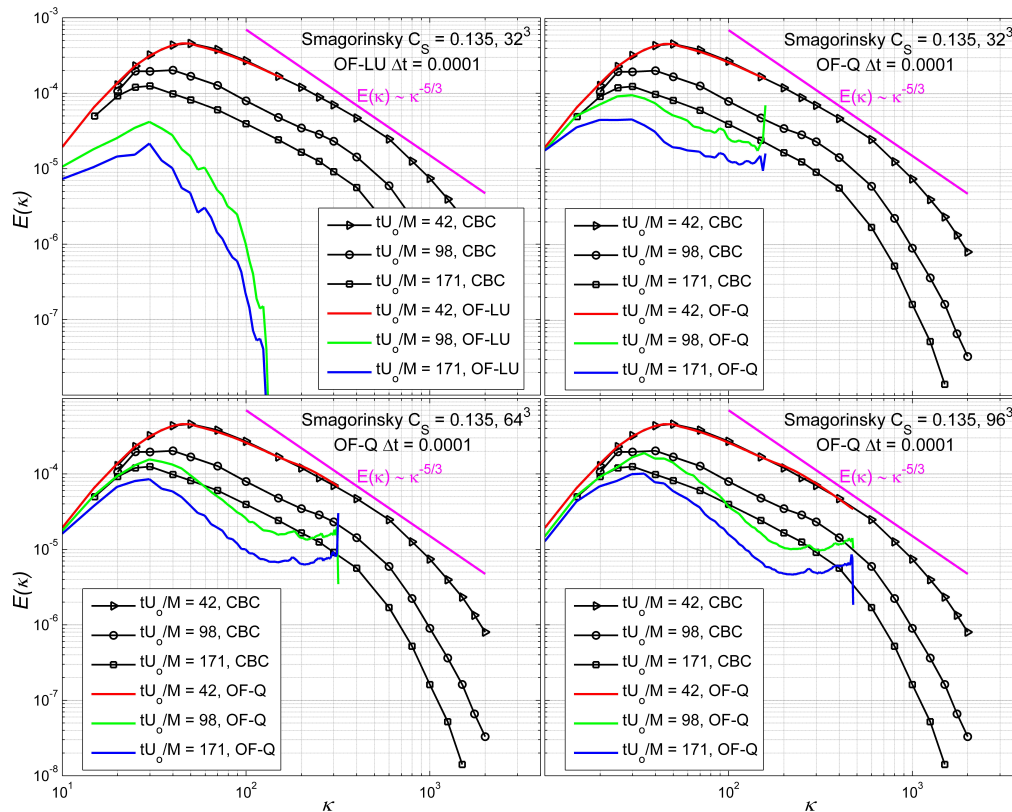 10^-3
10^-4
10^-5
10^-6
10^-7
E(κ)
Smagorinsky C_S = 0.135, 32^3
OF-LU Δt = 0.0001
E(κ) ~ κ^-5/3
tU_o/M = 42, CBC
tU_o/M = 98, CBC
tU_o/M = 171, CBC
tU_o/M = 42, OF-LU
tU_o/M = 98, OF-LU
tU_o/M = 171, OF-LU
Smagorinsky C_S = 0.135, 32^3
OF-Q Δt = 0.0001
E(κ) ~ κ^-5/3
tU_o/M = 42, CBC
tU_o/M = 98, CBC
tU_o/M = 171, CBC
tU_o/M = 42, OF-Q
tU_o/M = 98, OF-Q
tU_o/M = 171, OF-Q
10^-4
10^-5
10^-6
10^-7
10^-8
E(κ)
Smagorinsky C_S = 0.135, 64^3
OF-Q Δt = 0.0001
E(κ) ~ κ^-5/3
tU_o/M = 42, CBC
tU_o/M = 98, CBC
tU_o/M = 171, CBC
tU_o/M = 42, OF-Q
tU_o/M = 98, OF-Q
tU_o/M = 171, OF-Q
10^1
10^2
10^3
κ
Smagorinsky C_S = 0.135, 96^3
OF-Q Δt = 0.0001
E(κ) ~ κ^-5/3
tU_o/M = 42, CBC
tU_o/M = 98, CBC
tU_o/M = 171, CBC
tU_o/M = 42, OF-Q
tU_o/M = 98, OF-Q
tU_o/M = 171, OF-Q
10^2
10^3
κ